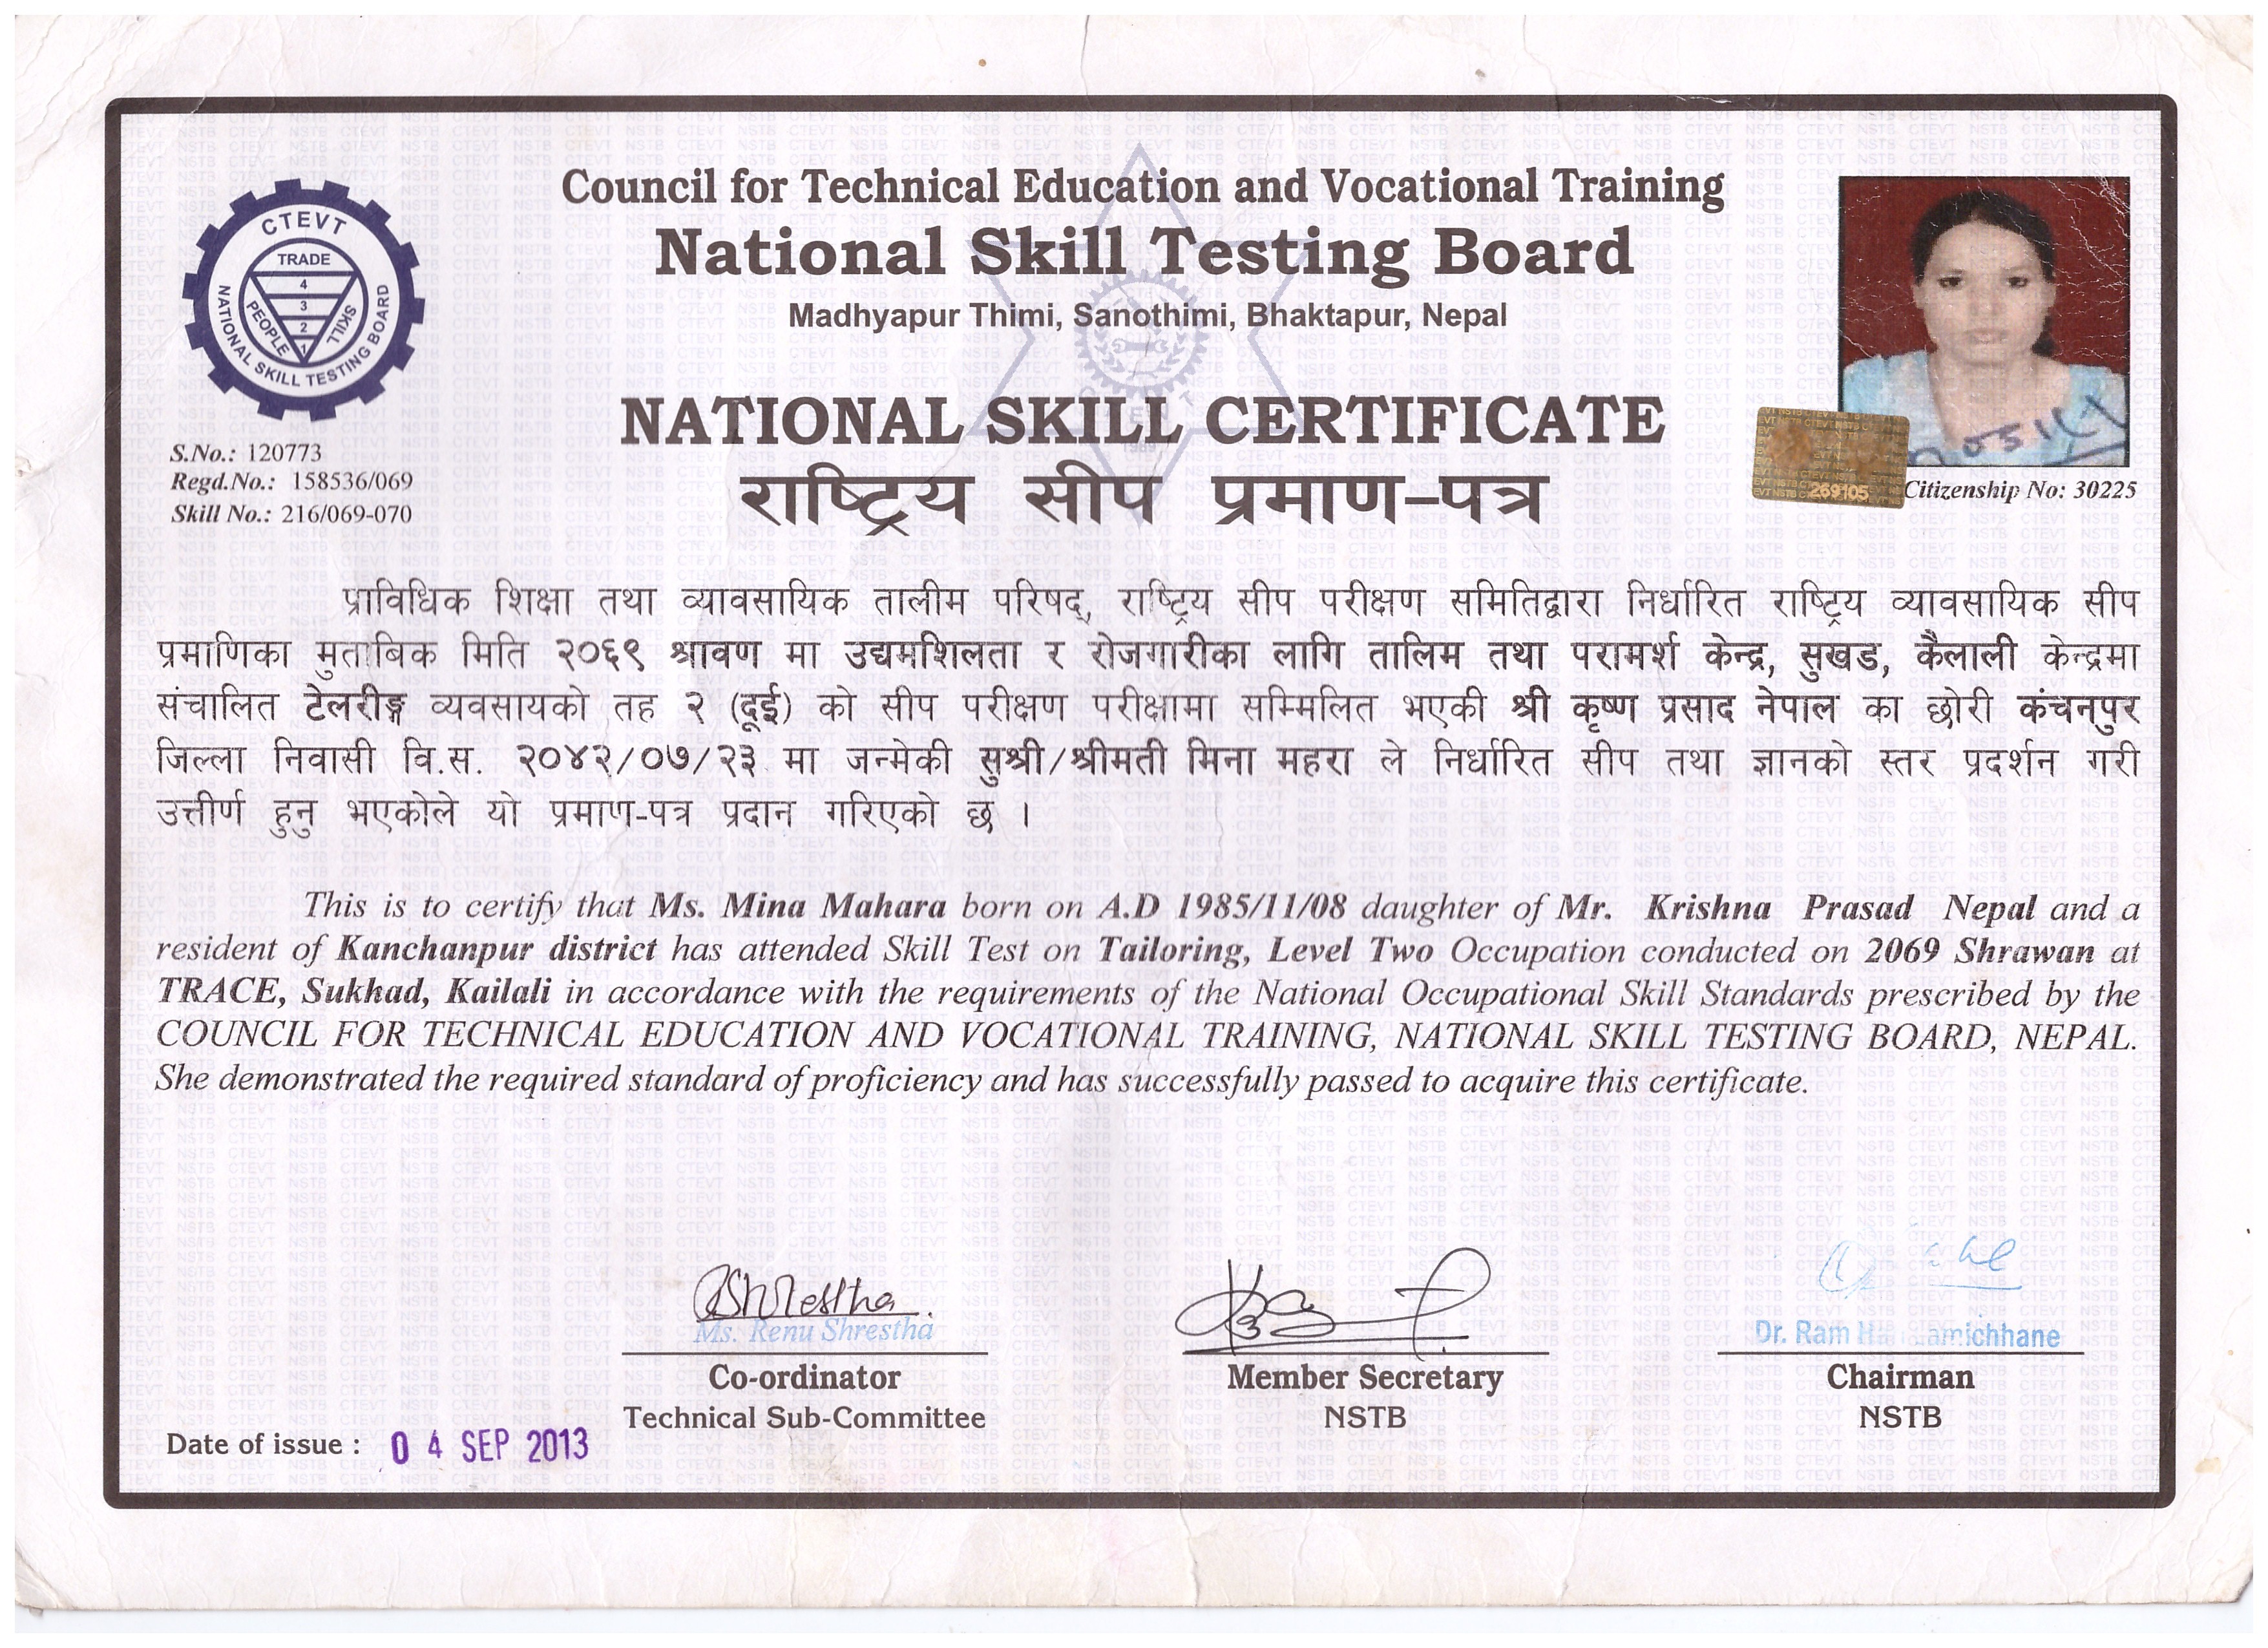 Council for Technical Education and Vocational Training
National Skill Testing Board
Madhyapur Thimi, Sanothimi, Bhaktapur, Nepal
CTEVT
NATIONAL SKILL TESTING BOARD
TRADE
PEOPLE
SKILL
4
3
2
1
NATIONAL SKILL CERTIFICATE
राष्ट्रिय सीप प्रमाण-पत्र
S.No.: 120773
Regd.No.: 158536/069
Skill No.: 216/069-070
269105
Citizenship No: 30225
प्राविधिक शिक्षा तथा व्यावसायिक तालीम परिषद्, राष्ट्रिय सीप परीक्षण समितिद्वारा निर्धारित राष्ट्रिय व्यावसायिक सीप
प्रमाणिका मुताबिक मिति २०६९ श्रावण मा उद्यमशिलता र रोजगारीका लागि तालिम तथा परामर्श केन्द्र, सुखड, कैलाली केन्द्रमा
संचालित टेलरीङ्ग व्यवसायको तह २ (दूई) को सीप परीक्षण परीक्षामा सम्मिलित भएकी श्री कृष्ण प्रसाद नेपाल का छोरी कंचनपुर
जिल्ला निवासी वि.स. २०४२/०७/२३ मा जन्मेकी सुश्री/श्रीमती मिना महरा ले निर्धारित सीप तथा ज्ञानको स्तर प्रदर्शन गरी
उत्तीर्ण हुनु भएकोले यो प्रमाण-पत्र प्रदान गरिएको छ ।
This is to certify that Ms. Mina Mahara born on A.D 1985/11/08 daughter of Mr. Krishna Prasad Nepal and a
resident of Kanchanpur district has attended Skill Test on Tailoring, Level Two Occupation conducted on 2069 Shrawan at
TRACE, Sukhad, Kailali in accordance with the requirements of the National Occupational Skill Standards prescribed by the
COUNCIL FOR TECHNICAL EDUCATION AND VOCATIONAL TRAINING, NATIONAL SKILL TESTING BOARD, NEPAL.
She demonstrated the required standard of proficiency and has successfully passed to acquire this certificate.
Shrestha
Ms. Renu Shrestha
Dr. Ram
Co-ordinator
Technical Sub-Committee
Member Secretary
NSTB
Chairman
NSTB
Date of issue : 04 SEP 2013